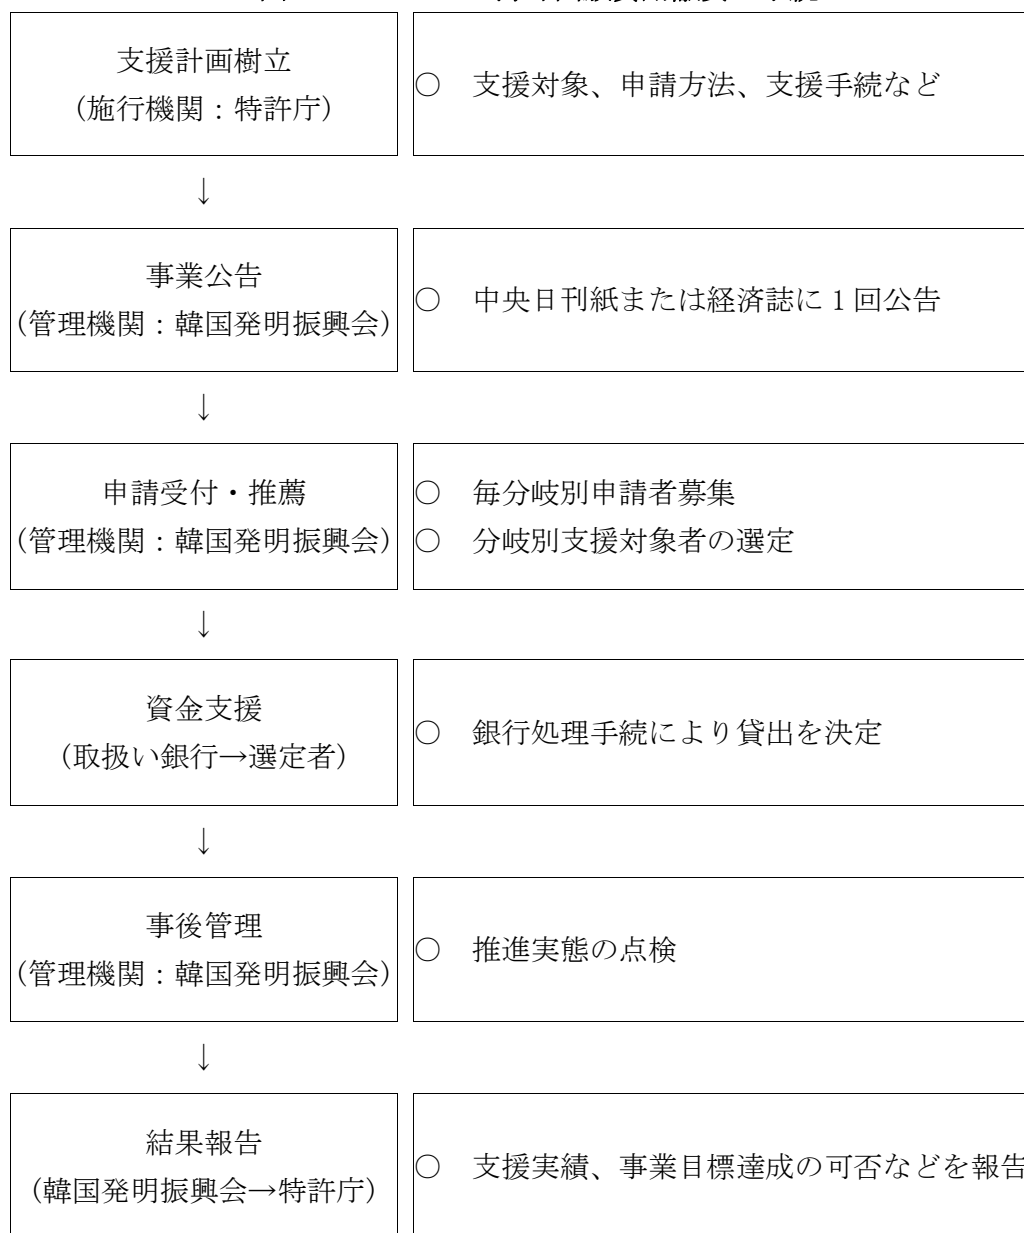 支援計画樹立
(施行機関：特許庁)
○　支援対象、申請方法、支援手続など
↓
事業公告
(管理機関：韓国発明振興会)
○　中央日刊紙または経済誌に 1 回公告
↓
申請受付・推薦
(管理機関：韓国発明振興会)
○　毎分岐別申請者募集
○　分岐別支援対象者の選定
↓
資金支援
(取扱い銀行→選定者)
○　銀行処理手続により貸出を決定
↓
事後管理
(管理機関：韓国発明振興会)
○　推進実態の点検
↓
結果報告
(韓国発明振興会→特許庁)
○　支援実績、事業目標達成の可否などを報告